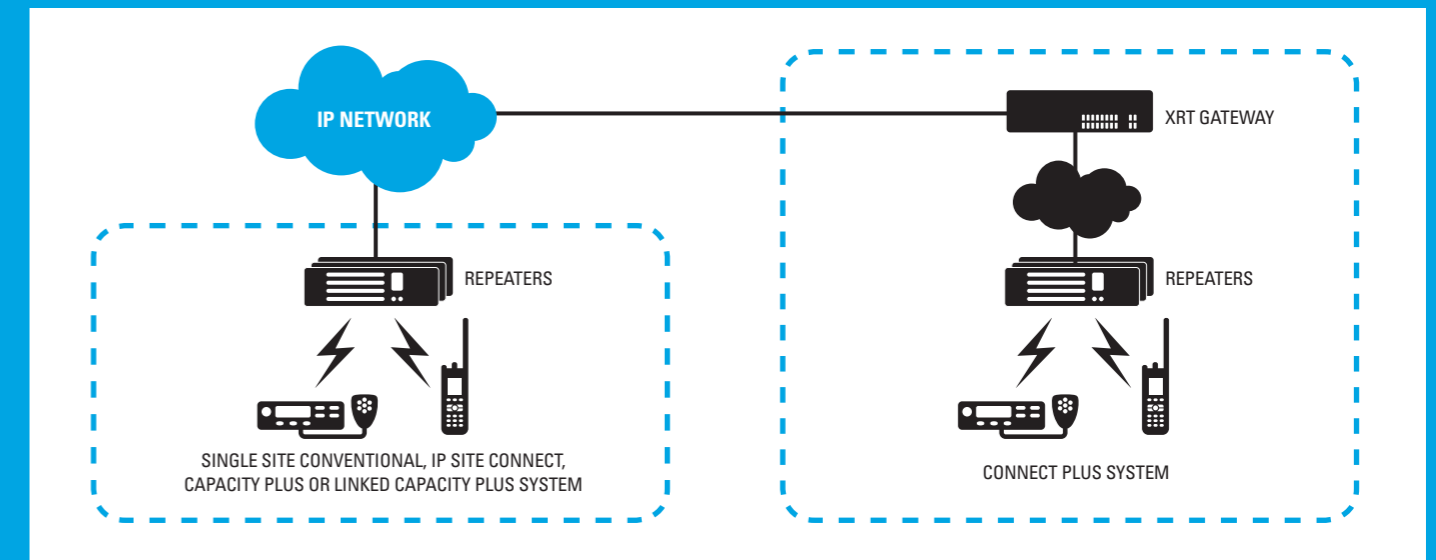 IP NETWORK
XRT GATEWAY
REPEATERS
REPEATERS
SINGLE SITE CONVENTIONAL, IP SITE CONNECT,
CAPACITY PLUS OR LINKED CAPACITY PLUS SYSTEM
CONNECT PLUS SYSTEM